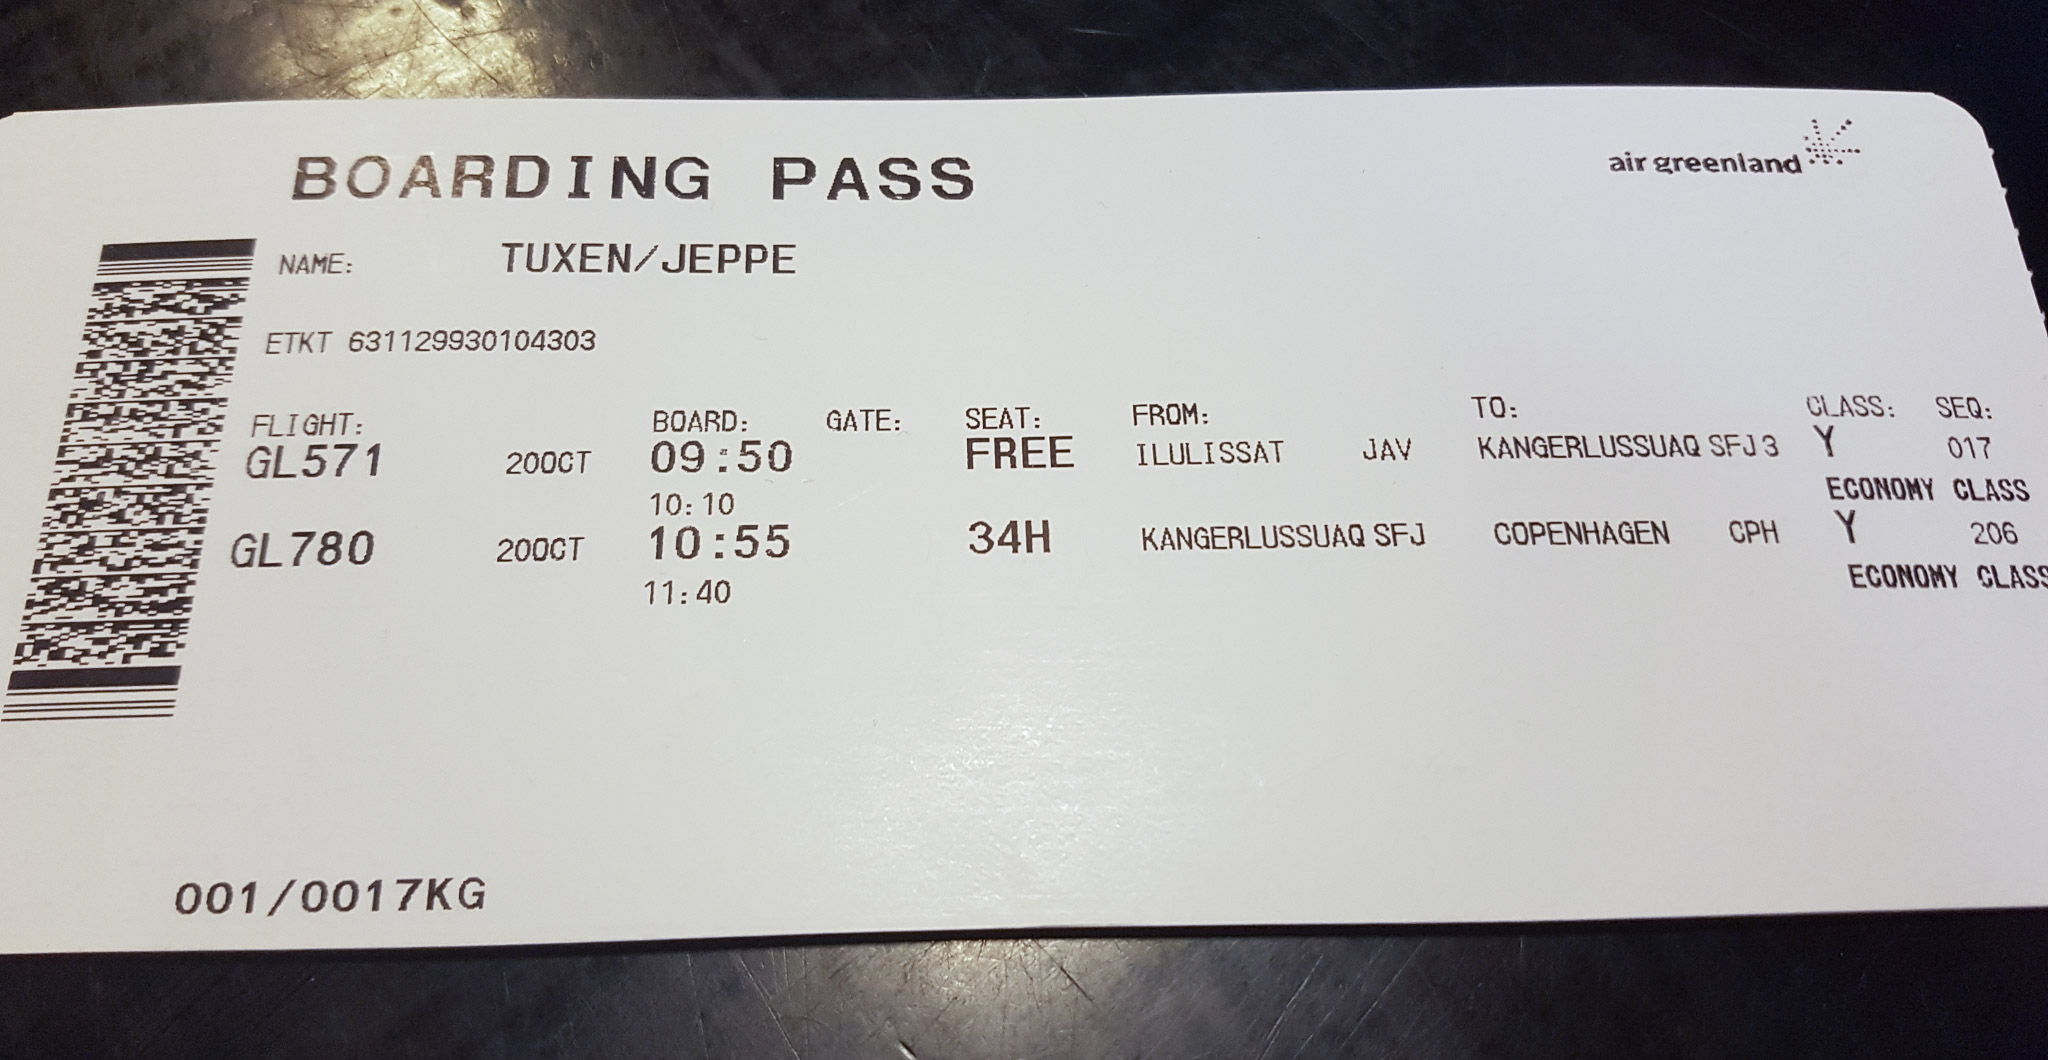 BOARDING PASS
air greenland
NAME: TUXEN/JEPPE
ETKT 631129930104303
FLIGHT: BOARD: GATE: SEAT: FROM: TO: CLASS: SEQ:
GL571 20OCT 09:50 FREE ILULISSAT JAV KANGERLUSSUAQ SFJ 3 Y 017
10:10 ECONOMY CLASS
GL780 20OCT 10:55 34H KANGERLUSSUAQ SFJ COPENHAGEN CPH Y 206
11:40 ECONOMY CLASS
001/0017KG